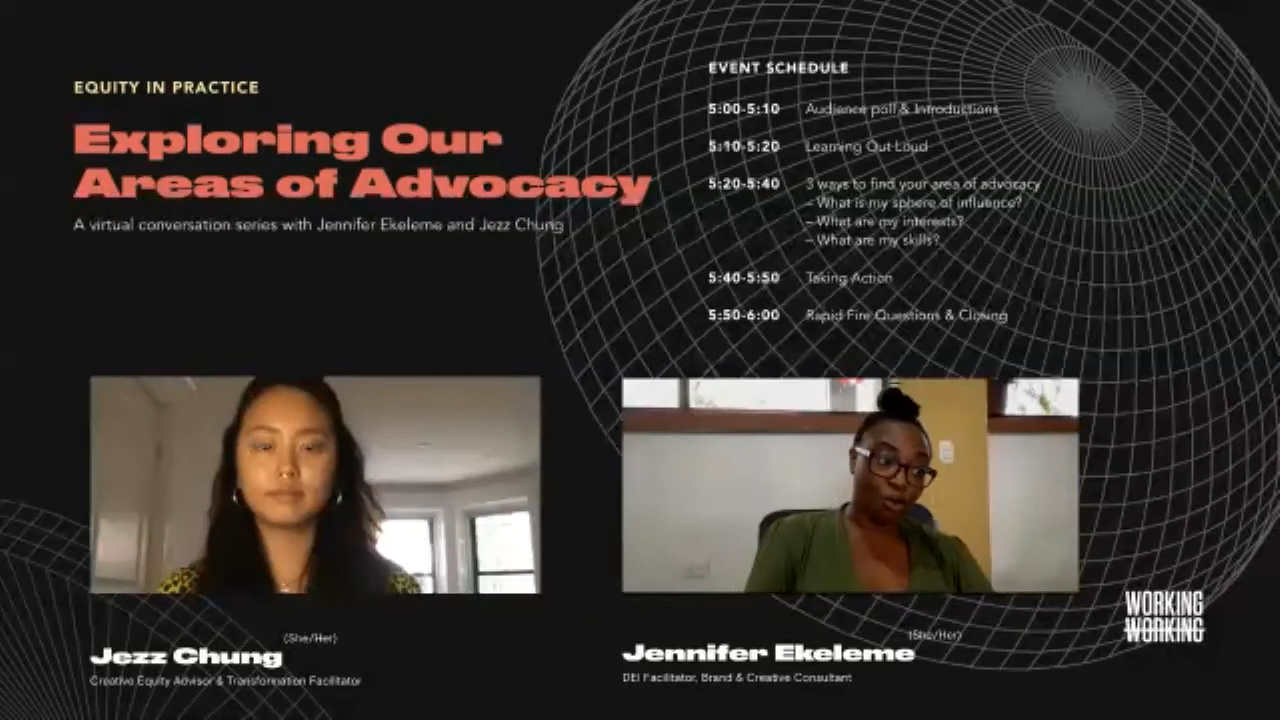 EQUITY IN PRACTICE
Exploring Our
Areas of Advocacy
A virtual conversation series with Jennifer Ekeleme and Jezz Chung
EVENT SCHEDULE
5:00-5:10 Audience poll & Introductions
5:10-5:20 Learning Out Loud
5:20-5:40 3 ways to find your area of advocacy
– What is my sphere of influence?
– What are my interests?
– What are my skills?
5:40-5:50 Taking Action
5:50-6:00 Rapid Fire Questions & Closing
(She/Her)
Jezz Chung
Creative Equity Advisor & Transformation Facilitator
(She/Her)
Jennifer Ekeleme
DEI Facilitator, Brand & Creative Consultant
WORKING
WORKING